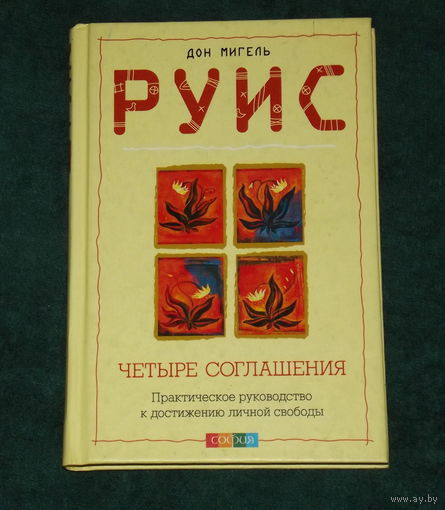 ДОН МИГЕЛЬ
РУИС
ЧЕТЫРЕ СОГЛАШЕНИЯ
Практическое руководство
к достижению личной свободы
СОФИЯ
© www.ay.by